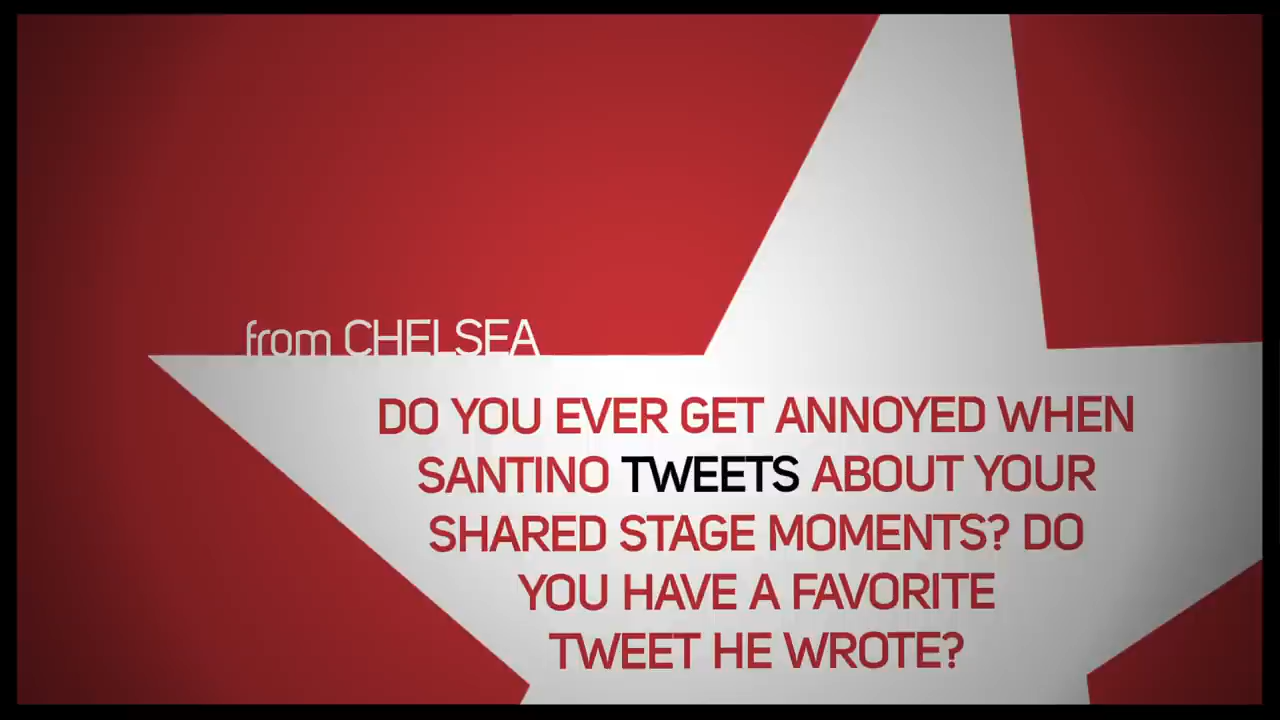 from CHELSEA
DO YOU EVER GET ANNOYED WHEN
SANTINO TWEETS ABOUT YOUR
SHARED STAGE MOMENTS? DO
YOU HAVE A FAVORITE
TWEET HE WROTE?